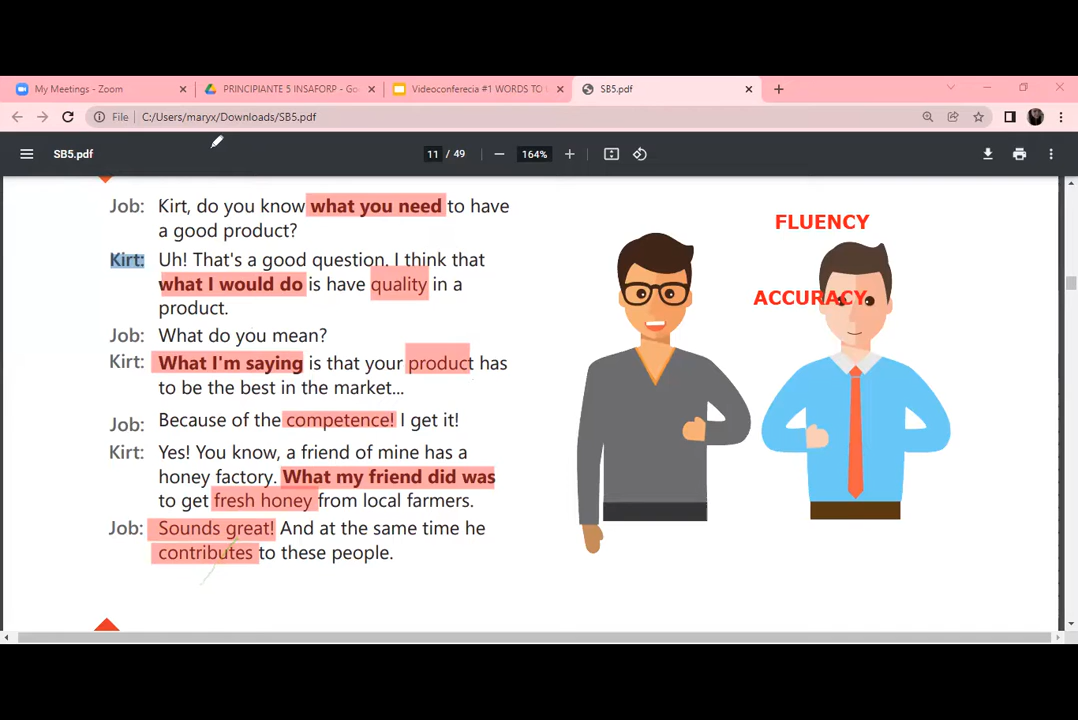 My Meetings - Zoom
PRINCIPIANTE 5 INSAFORP - Go
Videoconferecia #1 WORDS TO
SB5.pdf
File C:/Users/maryx/Downloads/SB5.pdf
SB5.pdf
11 / 49
164%
Job: Kirt, do you know what you need to have
a good product?
Kirt: Uh! That's a good question. I think that
what I would do is have quality in a
product.
Job: What do you mean?
Kirt: What I'm saying is that your product has
to be the best in the market...
Job: Because of the competence! I get it!
Kirt: Yes! You know, a friend of mine has a
honey factory. What my friend did was
to get fresh honey from local farmers.
Job: Sounds great! And at the same time he
contributes to these people.
FLUENCY
ACCURACY